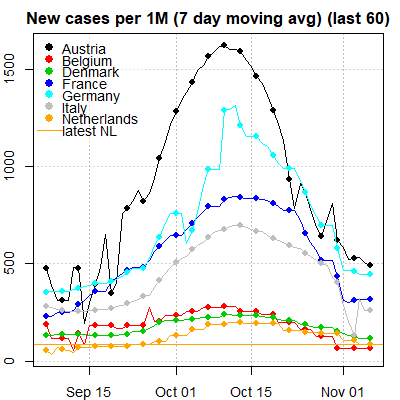 New cases per 1M (7 day moving avg) (last 60)
Austria
Belgium
Denmark
France
Germany
Italy
Netherlands
latest NL
1500
1000
500
0
Sep 15
Oct 01
Oct 15
Nov 01